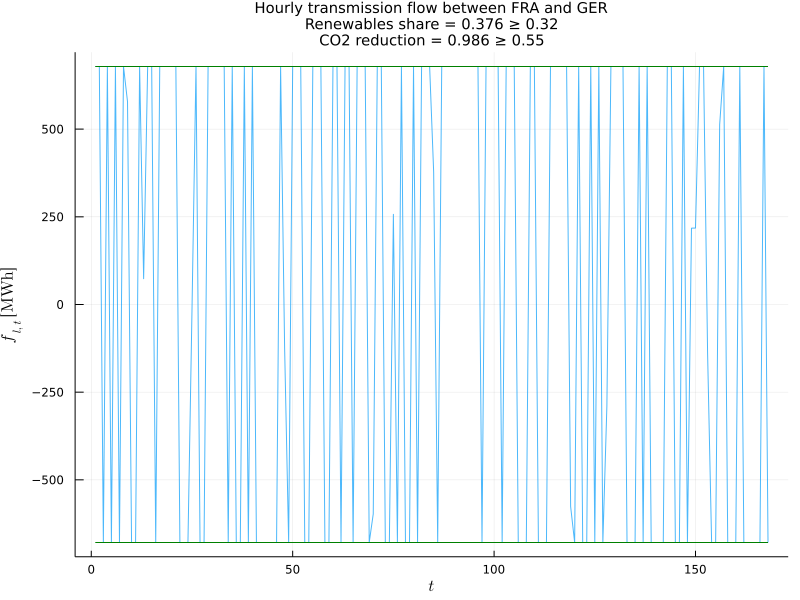 Hourly transmission flow between FRA and GER
Renewables share = 0.376 ≥ 0.32
CO2 reduction = 0.986 ≥ 0.55
500
250
0
−250
−500
f_{l,t} [MWh]
0
50
100
150
t